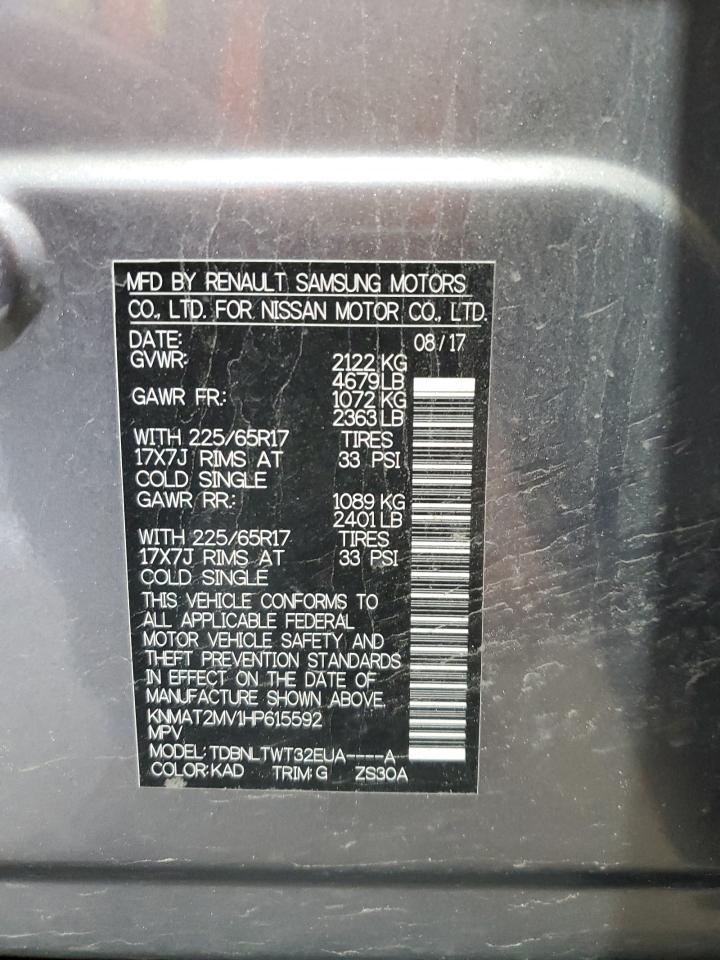 MFD BY RENAULT SAMSUNG MOTORS
CO., LTD. FOR NISSAN MOTOR CO., LTD.
DATE: 08/17
GVWR: 2122 KG
4679LB
GAWR FR.: 1072 KG
2363 LB
WITH 225/65R17 TIRES
17X7J RIMS AT 33 PSI
COLD SINGLE
GAWR RR.: 1089 KG
2401 LB
WITH 225/65R17 TIRES
17X7J RIMS AT 33 PSI
COLD SINGLE
THIS VEHICLE CONFORMS TO
ALL APPLICABLE FEDERAL
MOTOR VEHICLE SAFETY AND
THEFT PREVENTION STANDARDS
IN EFFECT ON THE DATE OF
MANUFACTURE SHOWN ABOVE.
KNMAT2MV1HP615592
MPV
MODEL: TDBNLTWT32EUA----A
COLOR: KAD TRIM: G ZS30A